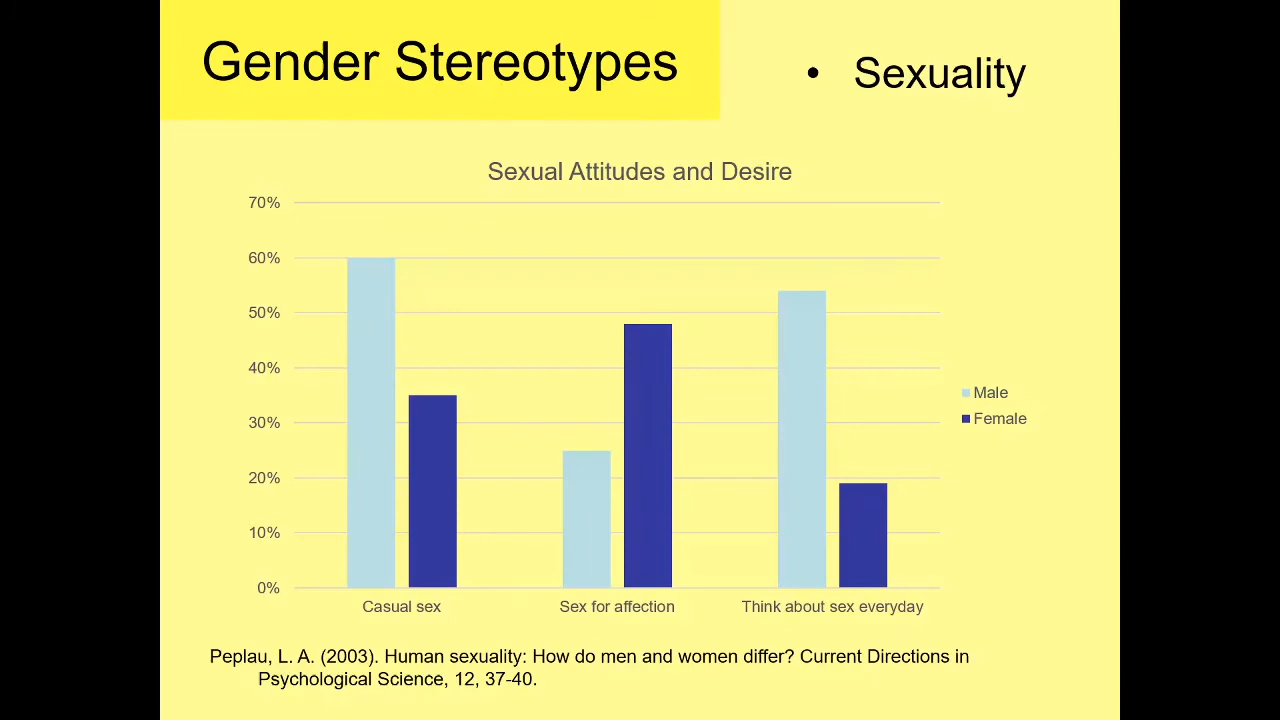 Gender Stereotypes
• Sexuality
Sexual Attitudes and Desire
70%
60%
50%
40%
30%
20%
10%
0%
Casual sex
Sex for affection
Think about sex everyday
Male
Female
Peplau, L. A. (2003). Human sexuality: How do men and women differ? Current Directions in
Psychological Science, 12, 37-40.